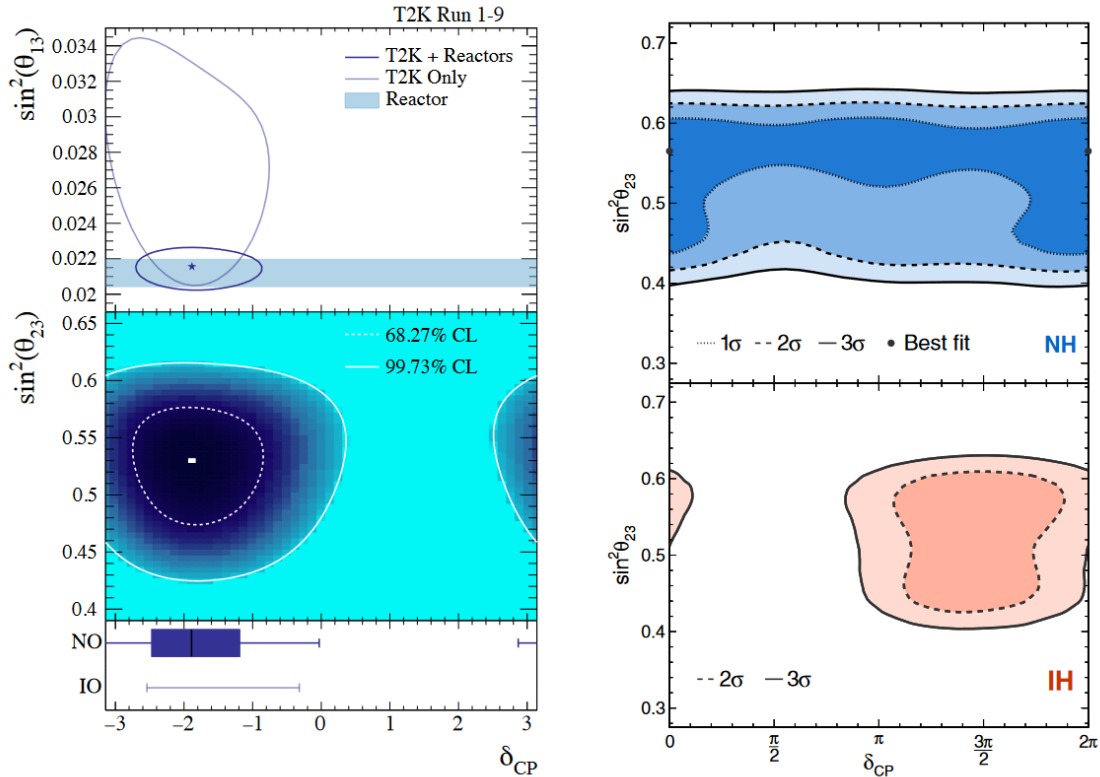 T2K Run 1-9
sin²(θ₁₃)
0.034
0.032
0.03
0.028
0.026
0.024
0.022
0.02
T2K + Reactors
T2K Only
Reactor
sin²(θ₂₃)
0.65
0.6
0.55
0.5
0.45
0.4
68.27% CL
99.73% CL
NO
IO
−3 −2 −1 0 1 2 3
δCP
sin²θ₂₃
0.7
0.6
0.5
0.4
0.3
1σ 2σ 3σ Best fit NH
sin²θ₂₃
0.7
0.6
0.5
0.4
0.3
2σ 3σ IH
0 π/2 π 3π/2 2π
δCP